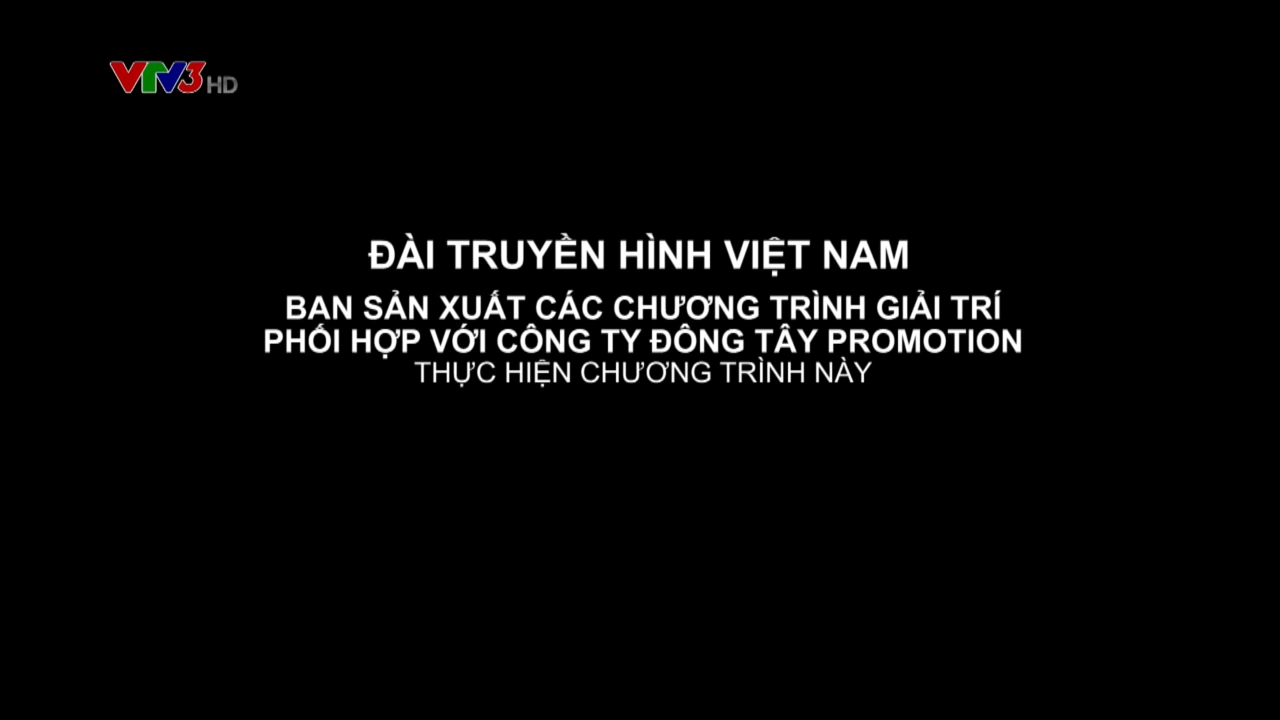 VTV3 HD
ĐÀI TRUYỀN HÌNH VIỆT NAM
BAN SẢN XUẤT CÁC CHƯƠNG TRÌNH GIẢI TRÍ
PHỐI HỢP VỚI CÔNG TY ĐÔNG TÂY PROMOTION
THỰC HIỆN CHƯƠNG TRÌNH NÀY